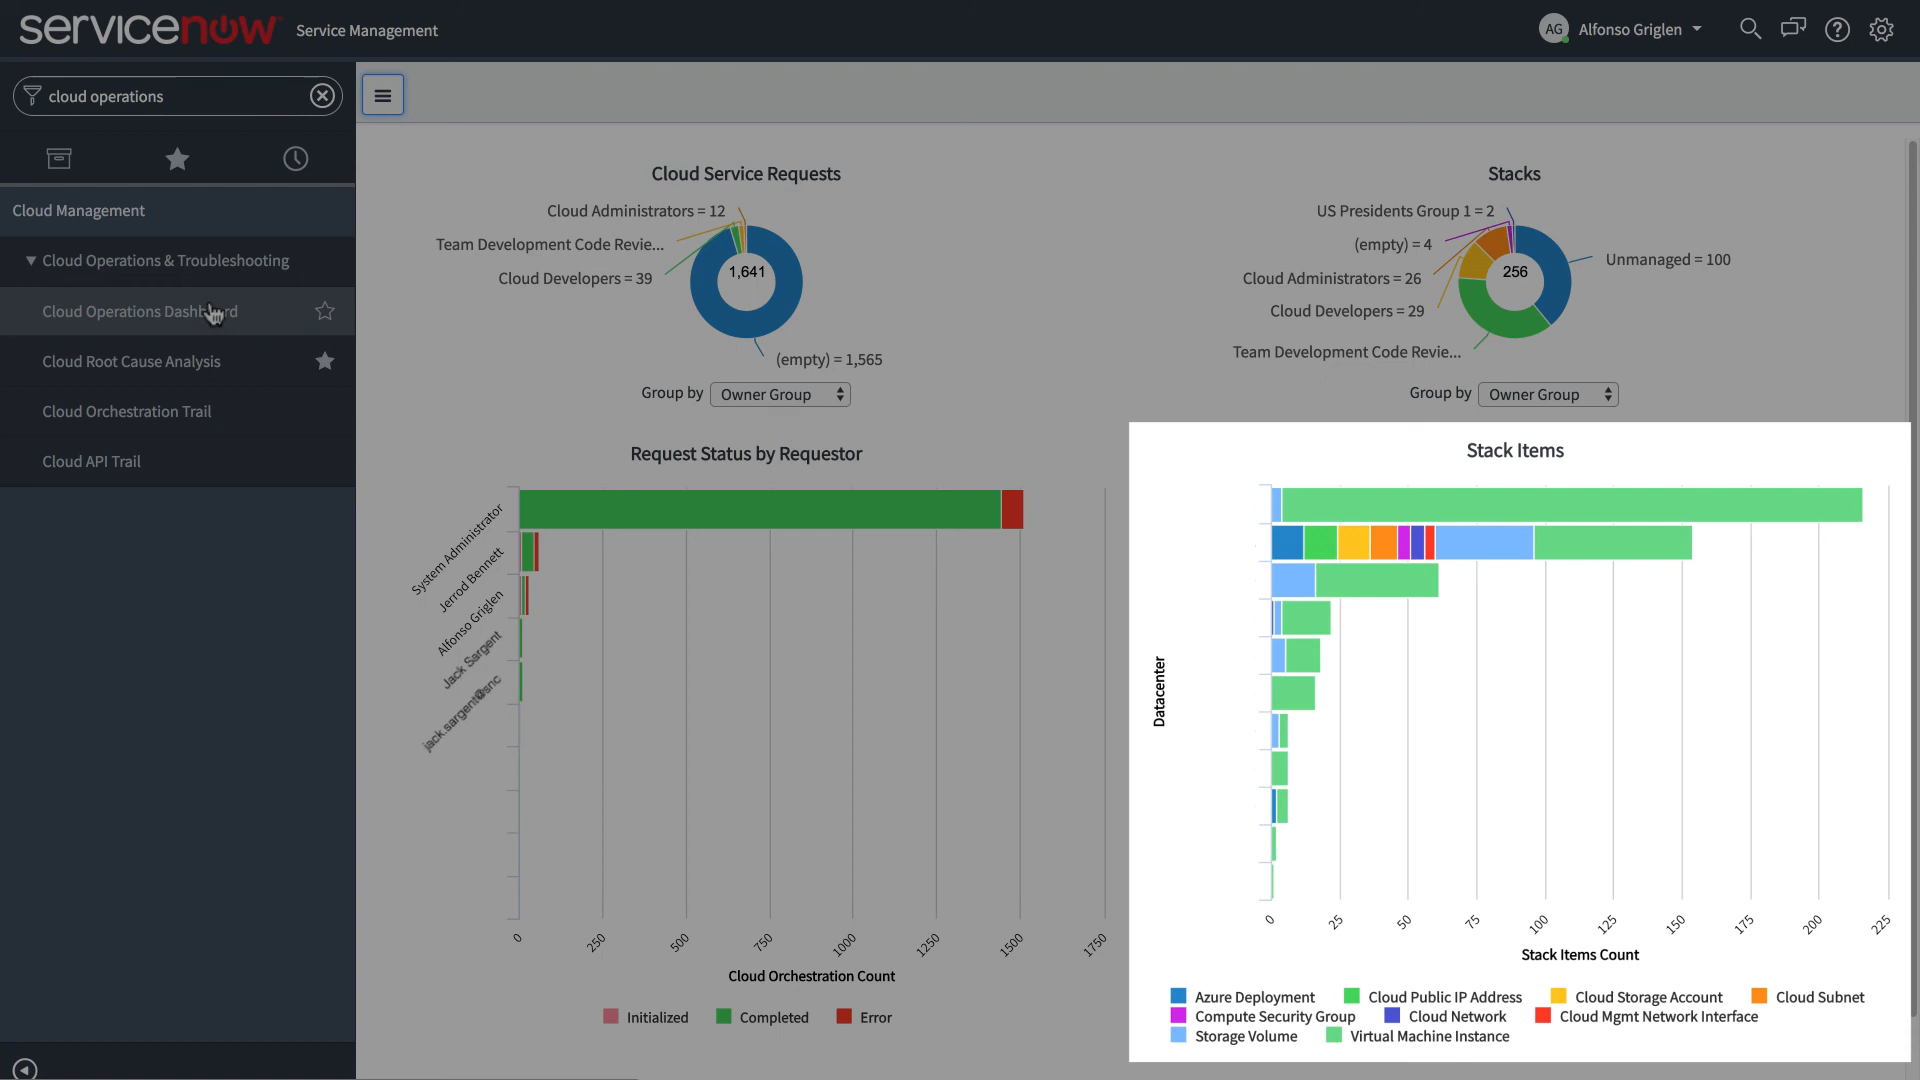 servicenow Service Management
AG Alfonso Griglen
cloud operations
Cloud Management
Cloud Operations & Troubleshooting
Cloud Operations Dashboard
Cloud Root Cause Analysis
Cloud Orchestration Trail
Cloud API Trail
Cloud Service Requests
Cloud Administrators = 12
Team Development Code Revie...
Cloud Developers = 39
1,641
(empty) = 1,565
Group by Owner Group
Stacks
US Presidents Group 1 = 2
(empty) = 4
Cloud Administrators = 26
Cloud Developers = 29
Team Development Code Revie...
256
Unmanaged = 100
Group by Owner Group
Request Status by Requestor
System Administrator
Jerrod Bennett
Alfonso Griglen
Jack Sargent
jack.sargent@snc
0 250 500 750 1000 1250 1500 1750
Cloud Orchestration Count
Initialized Completed Error
Stack Items
Datacenter
0 25 50 75 100 125 150 175 200 225
Stack Items Count
Azure Deployment Cloud Public IP Address Cloud Storage Account Cloud Subnet
Compute Security Group Cloud Network Cloud Mgmt Network Interface
Storage Volume Virtual Machine Instance